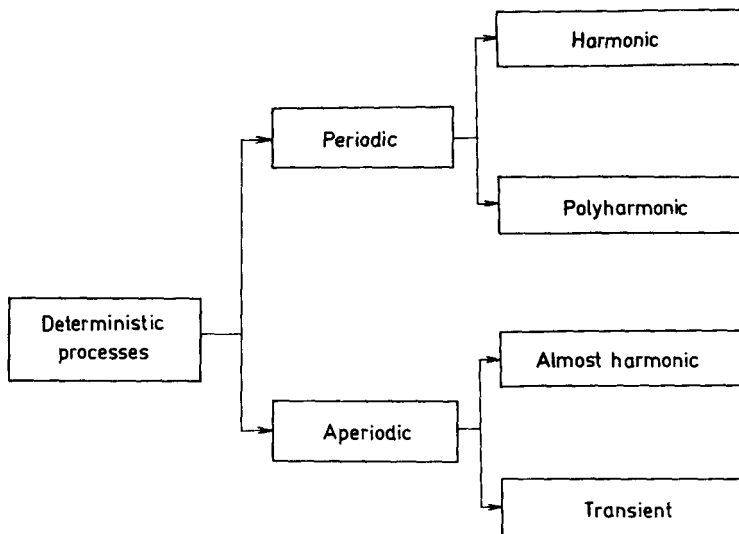 Harmonic
Periodic
Polyharmonic
Deterministic
processes
Almost harmonic
Aperiodic
Transient